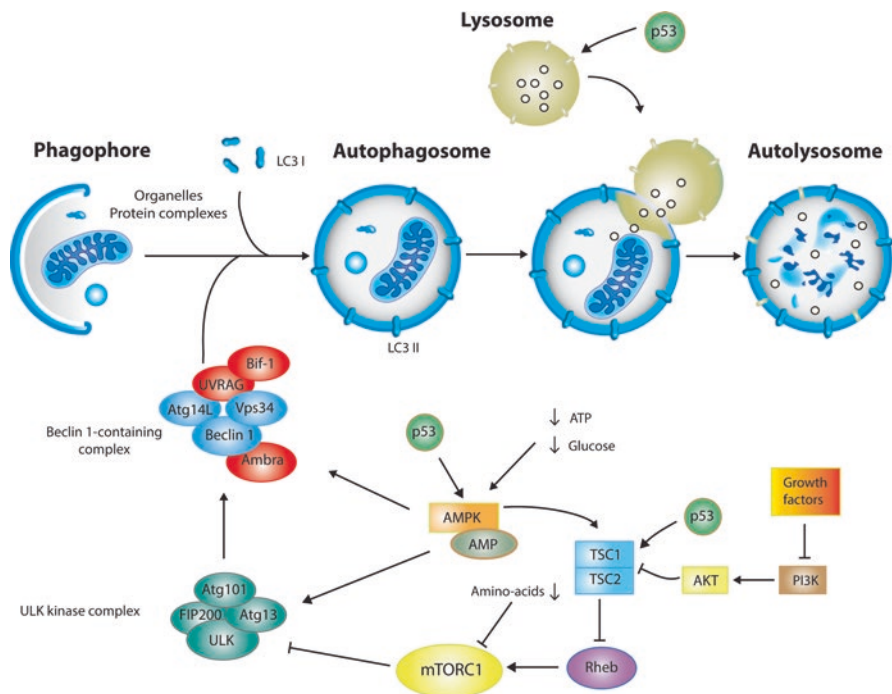 Lysosome
p53
Phagophore
LC3 I
Autophagosome
Autolysosome
Organelles
Protein complexes
LC3 II
Bif-1
UVRAG
Atg14L
Vps34
Beclin 1
Ambra
Beclin 1-containing
complex
p53
↓ ATP
↓ Glucose
AMPK
AMP
p53
Growth
factors
TSC1
TSC2
AKT
PI3K
Amino-acids ↓
Atg101
FIP200
Atg13
ULK
ULK kinase complex
mTORC1
Rheb